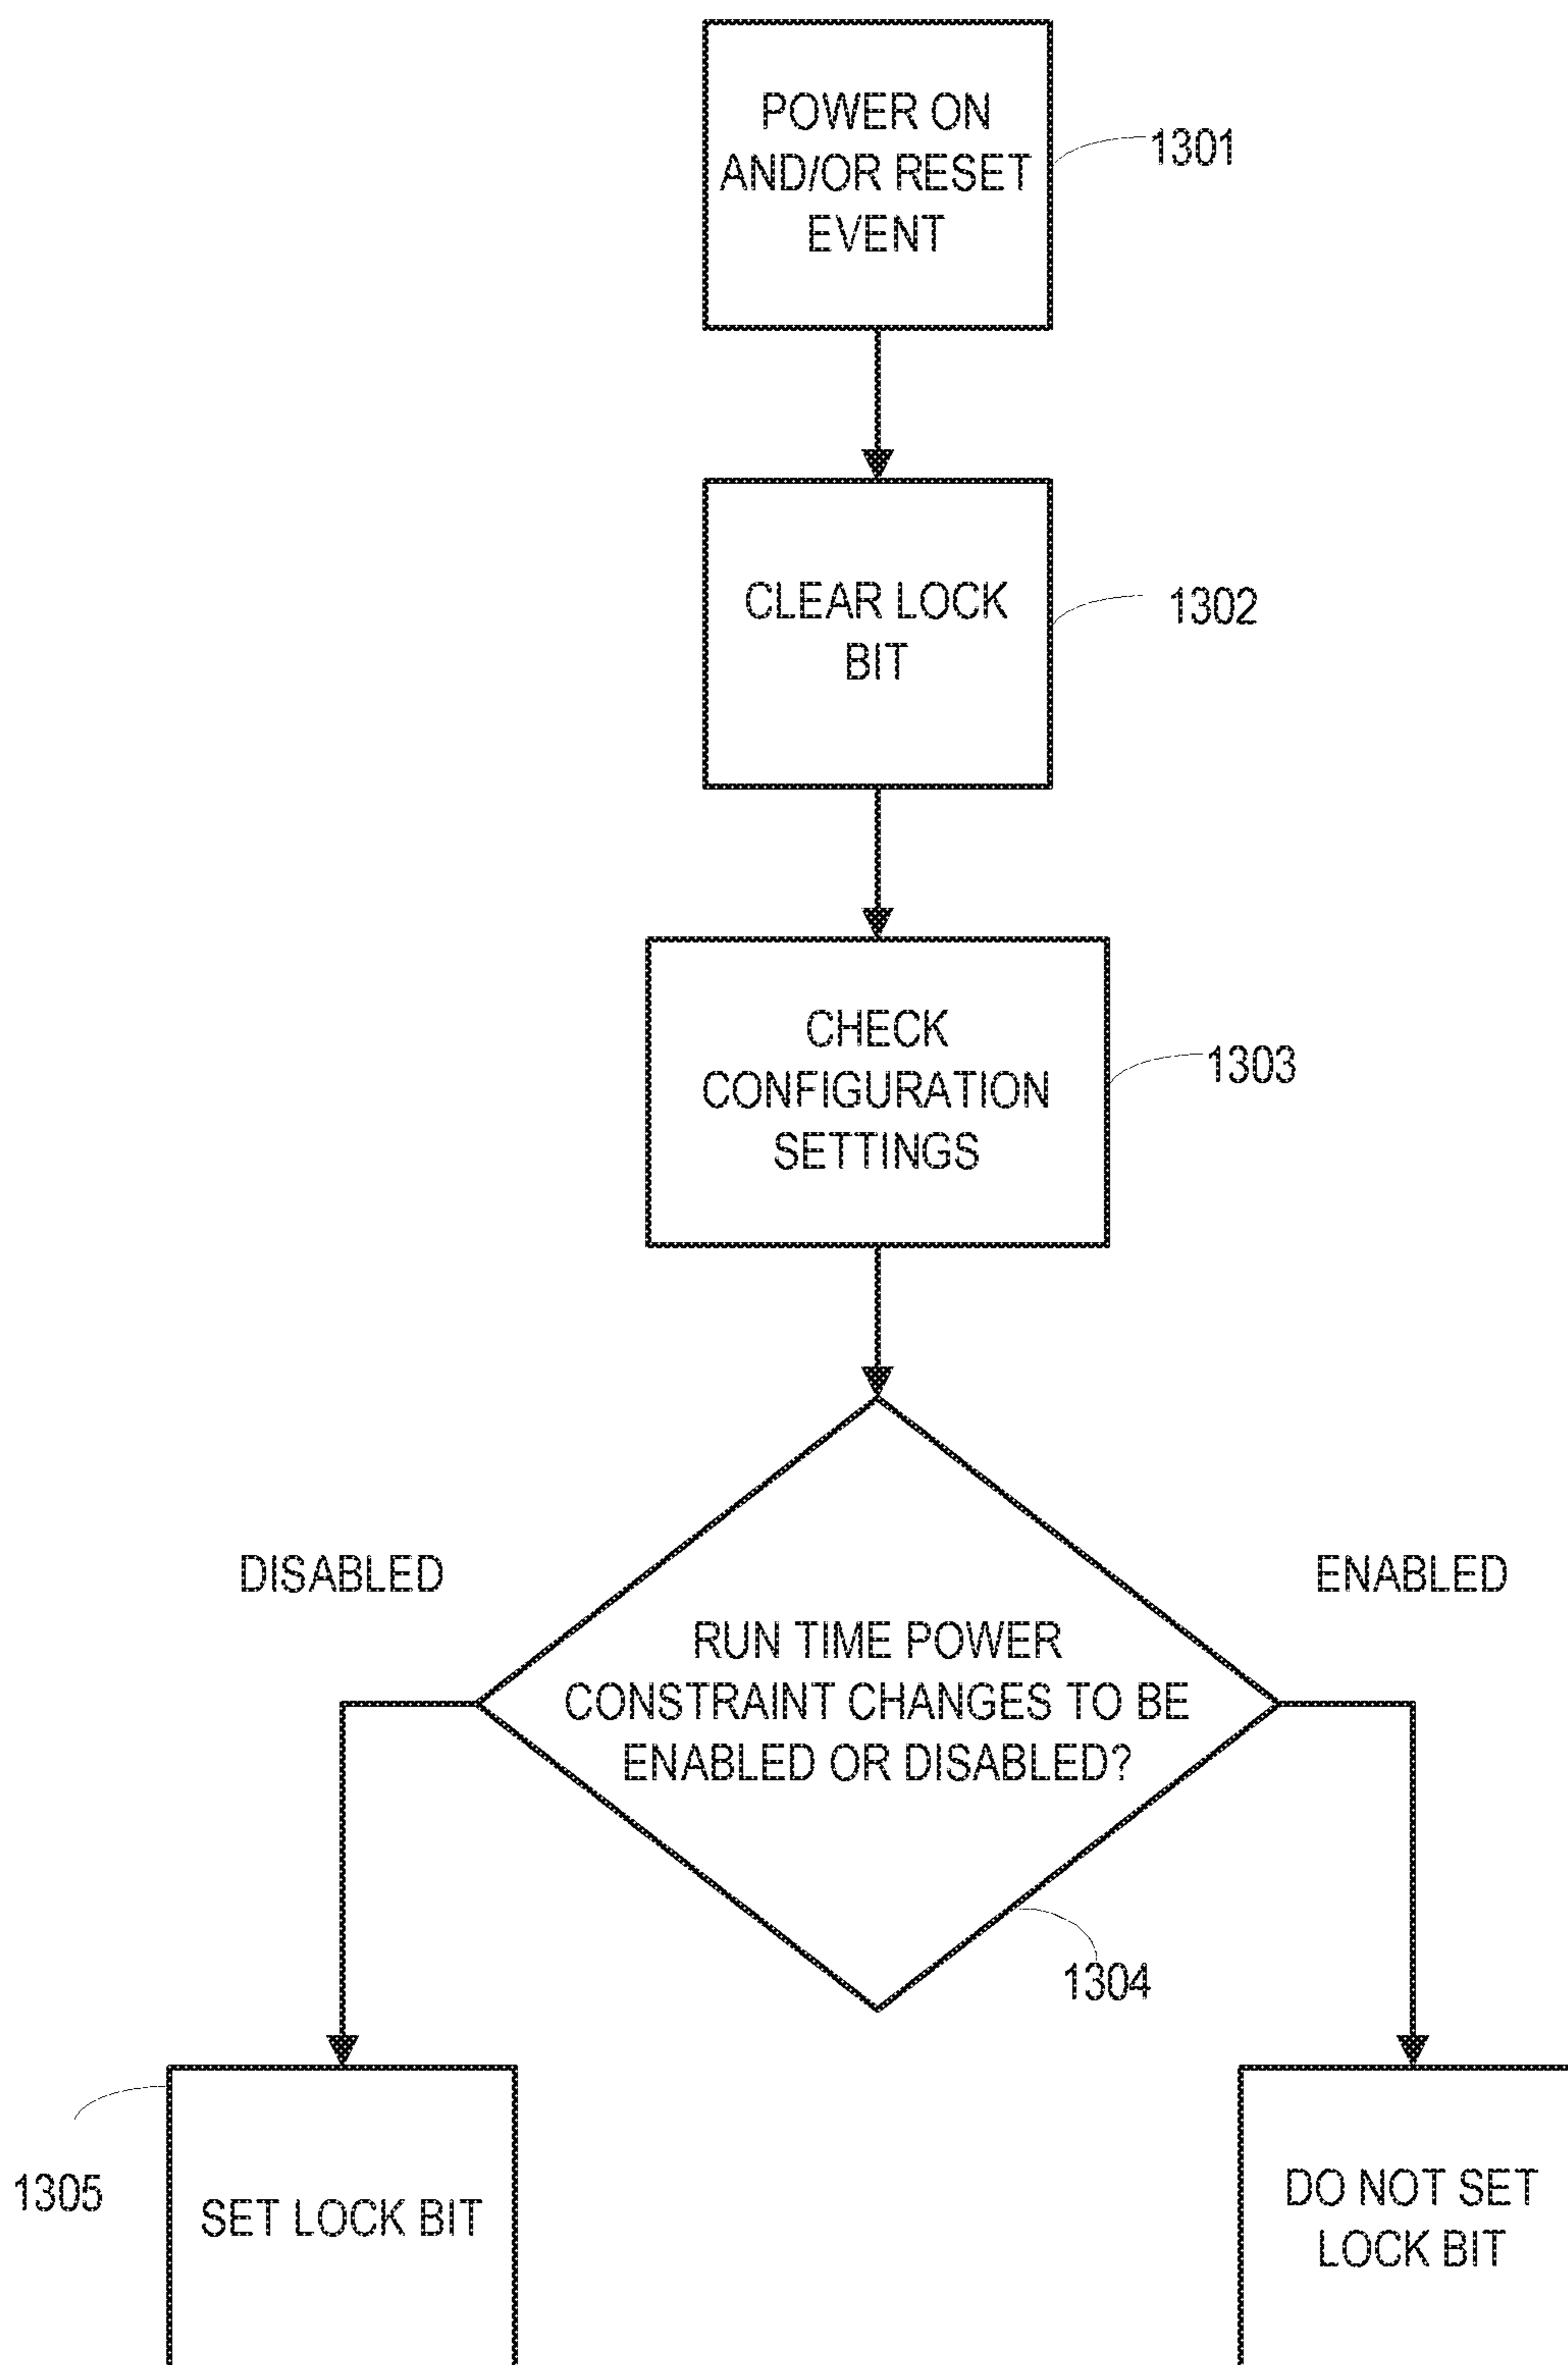 POWER ON
AND/OR RESET
EVENT
1301
CLEAR LOCK
BIT
1302
CHECK
CONFIGURATION
SETTINGS
1303
DISABLED
ENABLED
RUN TIME POWER
CONSTRAINT CHANGES TO BE
ENABLED OR DISABLED?
1304
1305
SET LOCK BIT
DO NOT SET
LOCK BIT